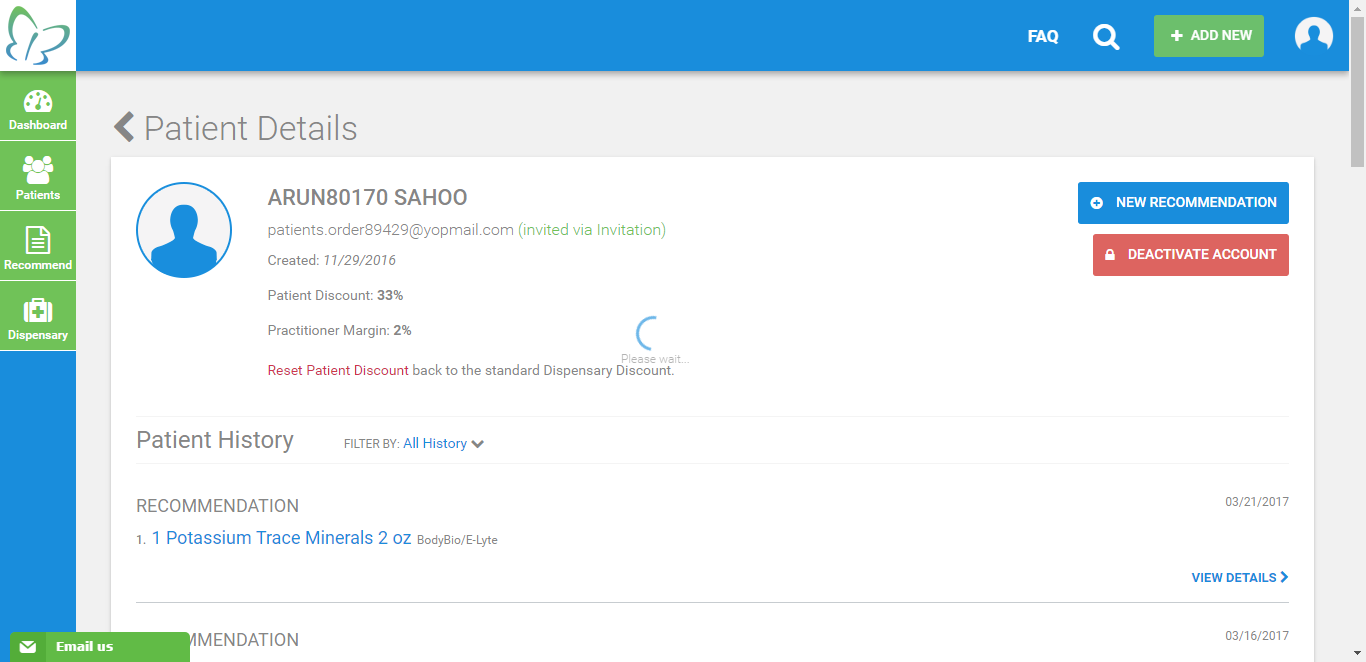 FAQ
ADD NEW
Dashboard
Patients
Recommend
Dispensary
Patient Details
ARUN80170 SAHOO
patients.order89429@yopmail.com (invited via Invitation)
Created: 11/29/2016
Patient Discount: 33%
Practitioner Margin: 2%
Please wait...
Reset Patient Discount back to the standard Dispensary Discount.
NEW RECOMMENDATION
DEACTIVATE ACCOUNT
Patient History
FILTER BY: All History
RECOMMENDATION
03/21/2017
1. 1 Potassium Trace Minerals 2 oz BodyBio/E-Lyte
VIEW DETAILS
MMENDATION
03/16/2017
Email us